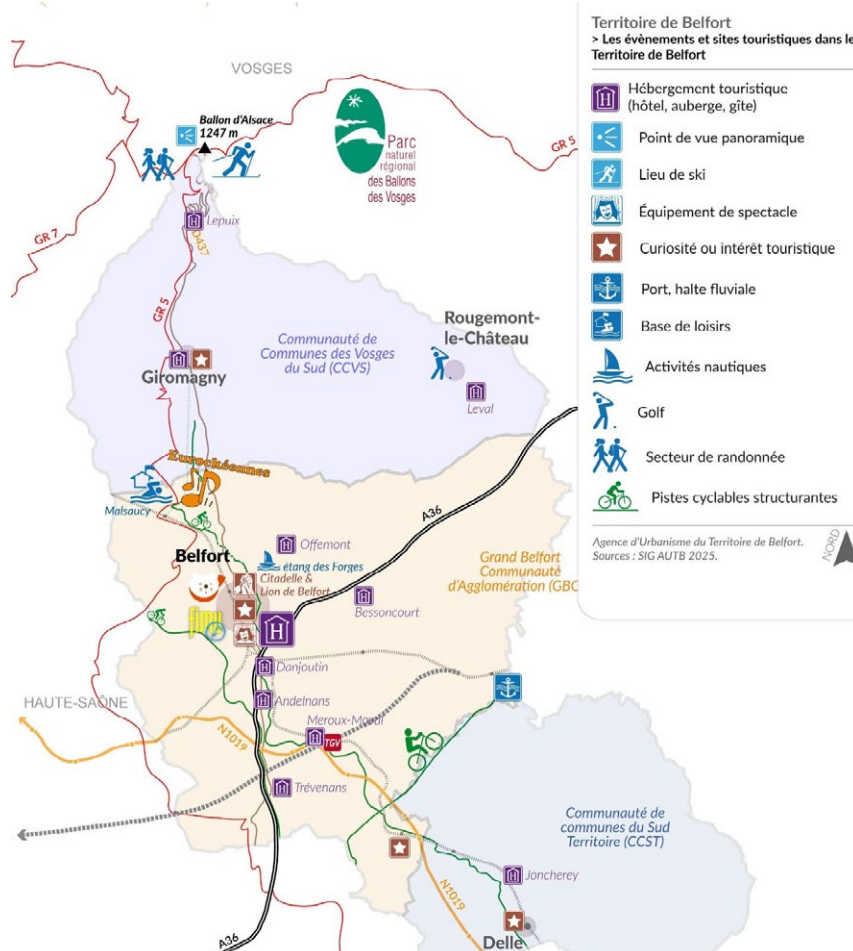 Territoire de Belfort
> Les évènements et sites touristiques dans le
Territoire de Belfort
Hébergement touristique
(hôtel, auberge, gîte)
Point de vue panoramique
Lieu de ski
Équipement de spectacle
Curiosité ou intérêt touristique
Port, halte fluviale
Base de loisirs
Activités nautiques
Golf
Secteur de randonnée
Pistes cyclables structurantes
Agence d'Urbanisme du Territoire de Belfort.
Sources : SIG AUTB 2025.
NORD
VOSGES
Ballon d'Alsace
1247 m
Parc
naturel
régional
des Ballons
des Vosges
GR 5
GR 7
Lepuix
D437
GR 5
Communauté de
Communes des Vosges
du Sud (CCVS)
Rougemont-
le-Château
Giromagny
Leval
Eurockéennes
Malsaucy
A36
Belfort
Offemont
étang des Forges
Citadelle &
Lion de Belfort
Grand Belfort
Communauté
d'Agglomération (GBC
Bessoncourt
fimu
H
Danjoutin
HAUTE-SAÔNE
Andelnans
Meroux-Moval
TGV
N1019
Trévenans
Communauté de
communes du Sud
Territoire (CCST)
Joncherey
N1019
A36
Delle